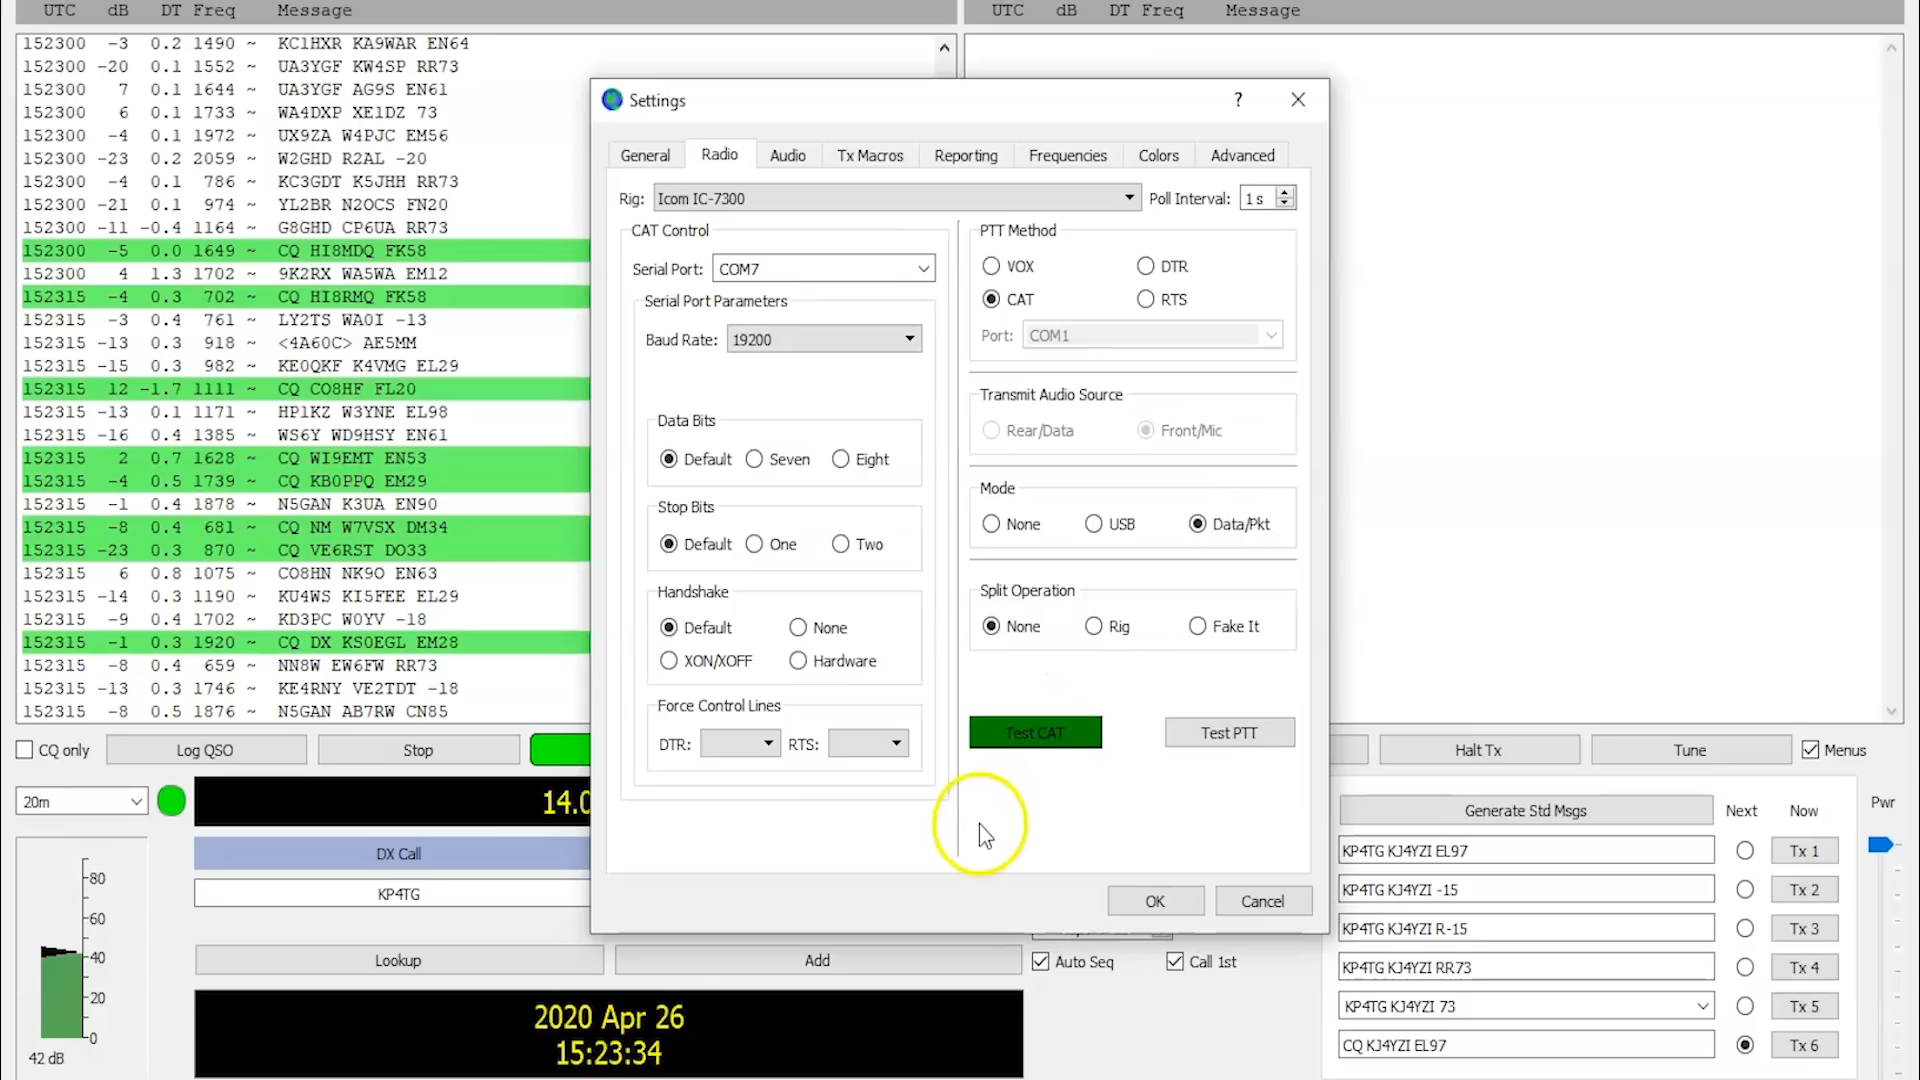 UTC dB DT Freq Message
UTC dB DT Freq Message
152300 -3 0.2 1490 ~ KC1HXR KA9WAR EN64
152300 -20 0.1 1552 ~ UA3YGF KW4SP RR73
152300 7 0.1 1644 ~ UA3YGF AG9S EN61
152300 6 0.1 1733 ~ WA4DXP XE1DZ 73
152300 -4 0.1 1972 ~ UX9ZA W4PJC EM56
152300 -23 0.2 2059 ~ W2GHD R2AL -20
152300 -4 0.1 786 ~ KC3GDT K5JHH RR73
152300 -21 0.1 974 ~ YL2BR N2OCS FN20
152300 -11 -0.4 1164 ~ G8GHD CP6UA RR73
152300 -5 0.0 1649 ~ CQ HI8MDQ FK58
152300 4 1.3 1702 ~ 9K2RX WA5WA EM12
152315 -4 0.3 702 ~ CQ HI8RMQ FK58
152315 -3 0.4 761 ~ LY2TS WA0I -13
152315 -13 0.3 918 ~ <4A60C> AE5MM
152315 -15 0.3 982 ~ KE0QKF K4VMG EL29
152315 12 -1.7 1111 ~ CQ CO8HF FL20
152315 -13 0.1 1171 ~ HP1KZ W3YNE EL98
152315 -16 0.4 1385 ~ WS6Y WD9HSY EN61
152315 2 0.7 1628 ~ CQ WI9EMT EN53
152315 -4 0.5 1739 ~ CQ KB0PPQ EM29
152315 -1 0.4 1878 ~ N5GAN K3UA EN90
152315 -8 0.4 681 ~ CQ NM W7VSX DM34
152315 -23 0.3 870 ~ CQ VE6RST DO33
152315 6 0.8 1075 ~ CO8HN NK9O EN63
152315 -14 0.3 1190 ~ KU4WS KI5FEE EL29
152315 -9 0.4 1702 ~ KD3PC W0YV -18
152315 -1 0.3 1920 ~ CQ DX KS0EGL EM28
152315 -8 0.4 659 ~ NN8W EW6FW RR73
152315 -13 0.3 1746 ~ KE4RNY VE2TDT -18
152315 -8 0.5 1876 ~ N5GAN AB7RW CN85
Settings ?
General Radio Audio Tx Macros Reporting Frequencies Colors Advanced
Rig: Icom IC-7300 Poll Interval: 1 s
CAT Control
Serial Port: COM7
Serial Port Parameters
Baud Rate: 19200
Data Bits
Default Seven Eight
Stop Bits
Default One Two
Handshake
Default None
XON/XOFF Hardware
Force Control Lines
DTR: RTS:
PTT Method
VOX DTR
CAT RTS
Port: COM1
Transmit Audio Source
Rear/Data Front/Mic
Mode
None USB Data/Pkt
Split Operation
None Rig Fake It
Test CAT Test PTT
OK Cancel
CQ only Log QSO Stop Halt Tx Tune Menus
20m 14.0
DX Call
KP4TG
Lookup Add
Auto Seq Call 1st
2020 Apr 26
15:23:34
80
60
40
20
0
42 dB
Generate Std Msgs Next Now Pwr
KP4TG KJ4YZI EL97 Tx 1
KP4TG KJ4YZI -15 Tx 2
KP4TG KJ4YZI R-15 Tx 3
KP4TG KJ4YZI RR73 Tx 4
KP4TG KJ4YZI 73 Tx 5
CQ KJ4YZI EL97 Tx 6